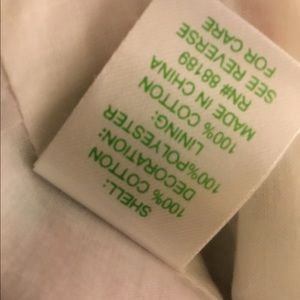 SHELL:
100% COTTON
DECORATION:
100%POLYESTER
LINING:
100% COTTON
MADE IN CHINA
RN# 88189
SEE REVERSE
FOR CARE